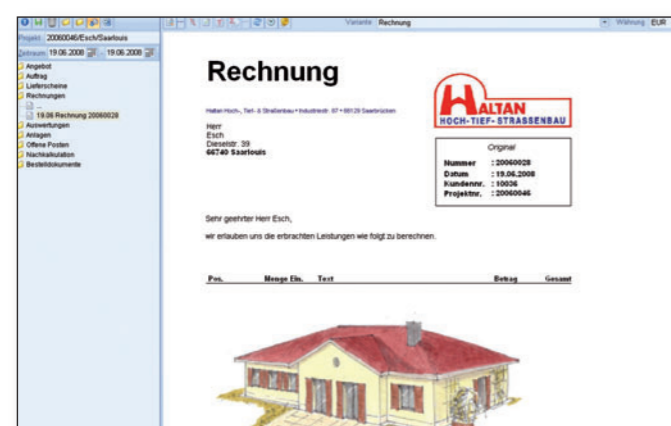 Variante Rechnung Währung EUR
Projekt 20060046/Esch/Saarlouis
Zeitraum 19.06.2008 - 19.06.2008
Angebot
Auftrag
Lieferscheine
Rechnungen
...
19.06 Rechnung 20060028
Auswertungen
Anlagen
Offene Posten
Nachkalkulation
Bestelldokumente
Rechnung
HALTAN
HOCH-TIEF-STRASSENBAU
Haltan Hoch-, Tief- & Straßenbau • Industriestr. 67 • 66129 Saarbrücken
Herr
Esch
Dieselstr. 39
66740 Saarlouis
Original
Nummer : 20060028
Datum : 19.06.2008
Kundennr. : 10036
Projektnr. : 20060046
Sehr geehrter Herr Esch,
wir erlauben uns die erbrachten Leistungen wie folgt zu berechnen.
Pos. Menge Ein. Text Betrag Gesamt